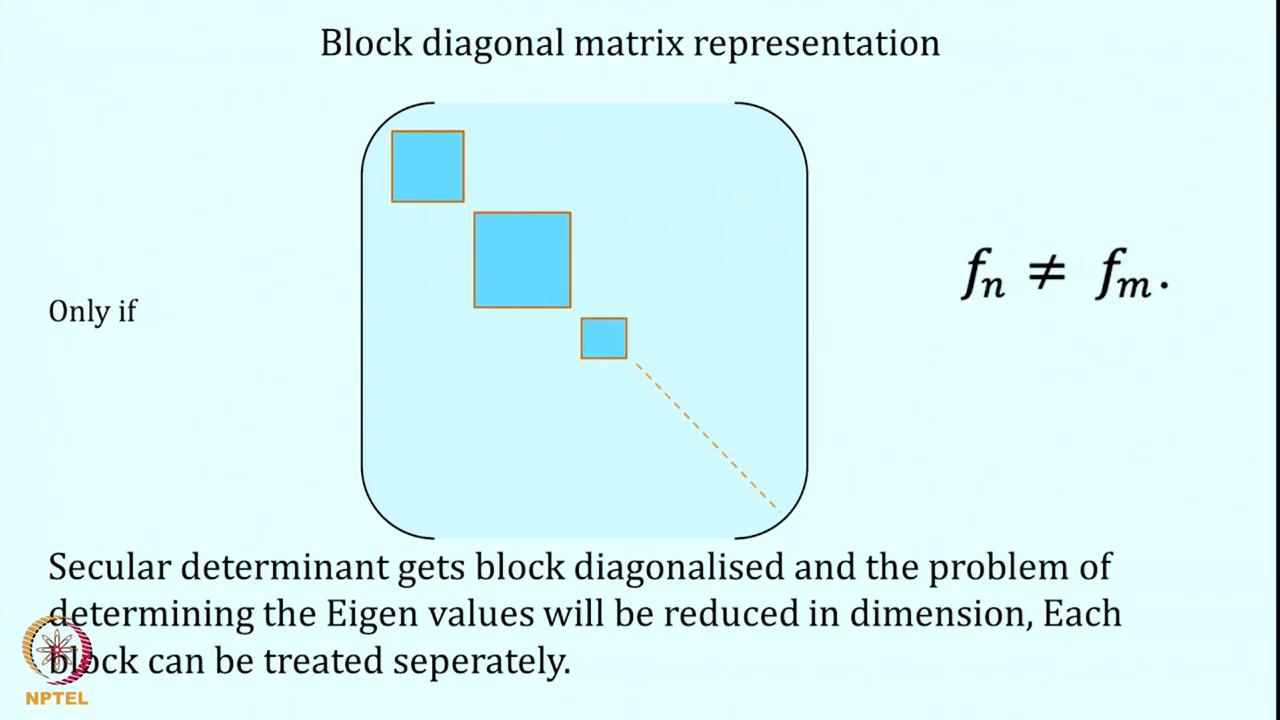 Block diagonal matrix representation
Only if
fₙ ≠ fₘ.
Secular determinant gets block diagonalised and the problem of
determining the Eigen values will be reduced in dimension, Each
block can be treated seperately.
NPTEL